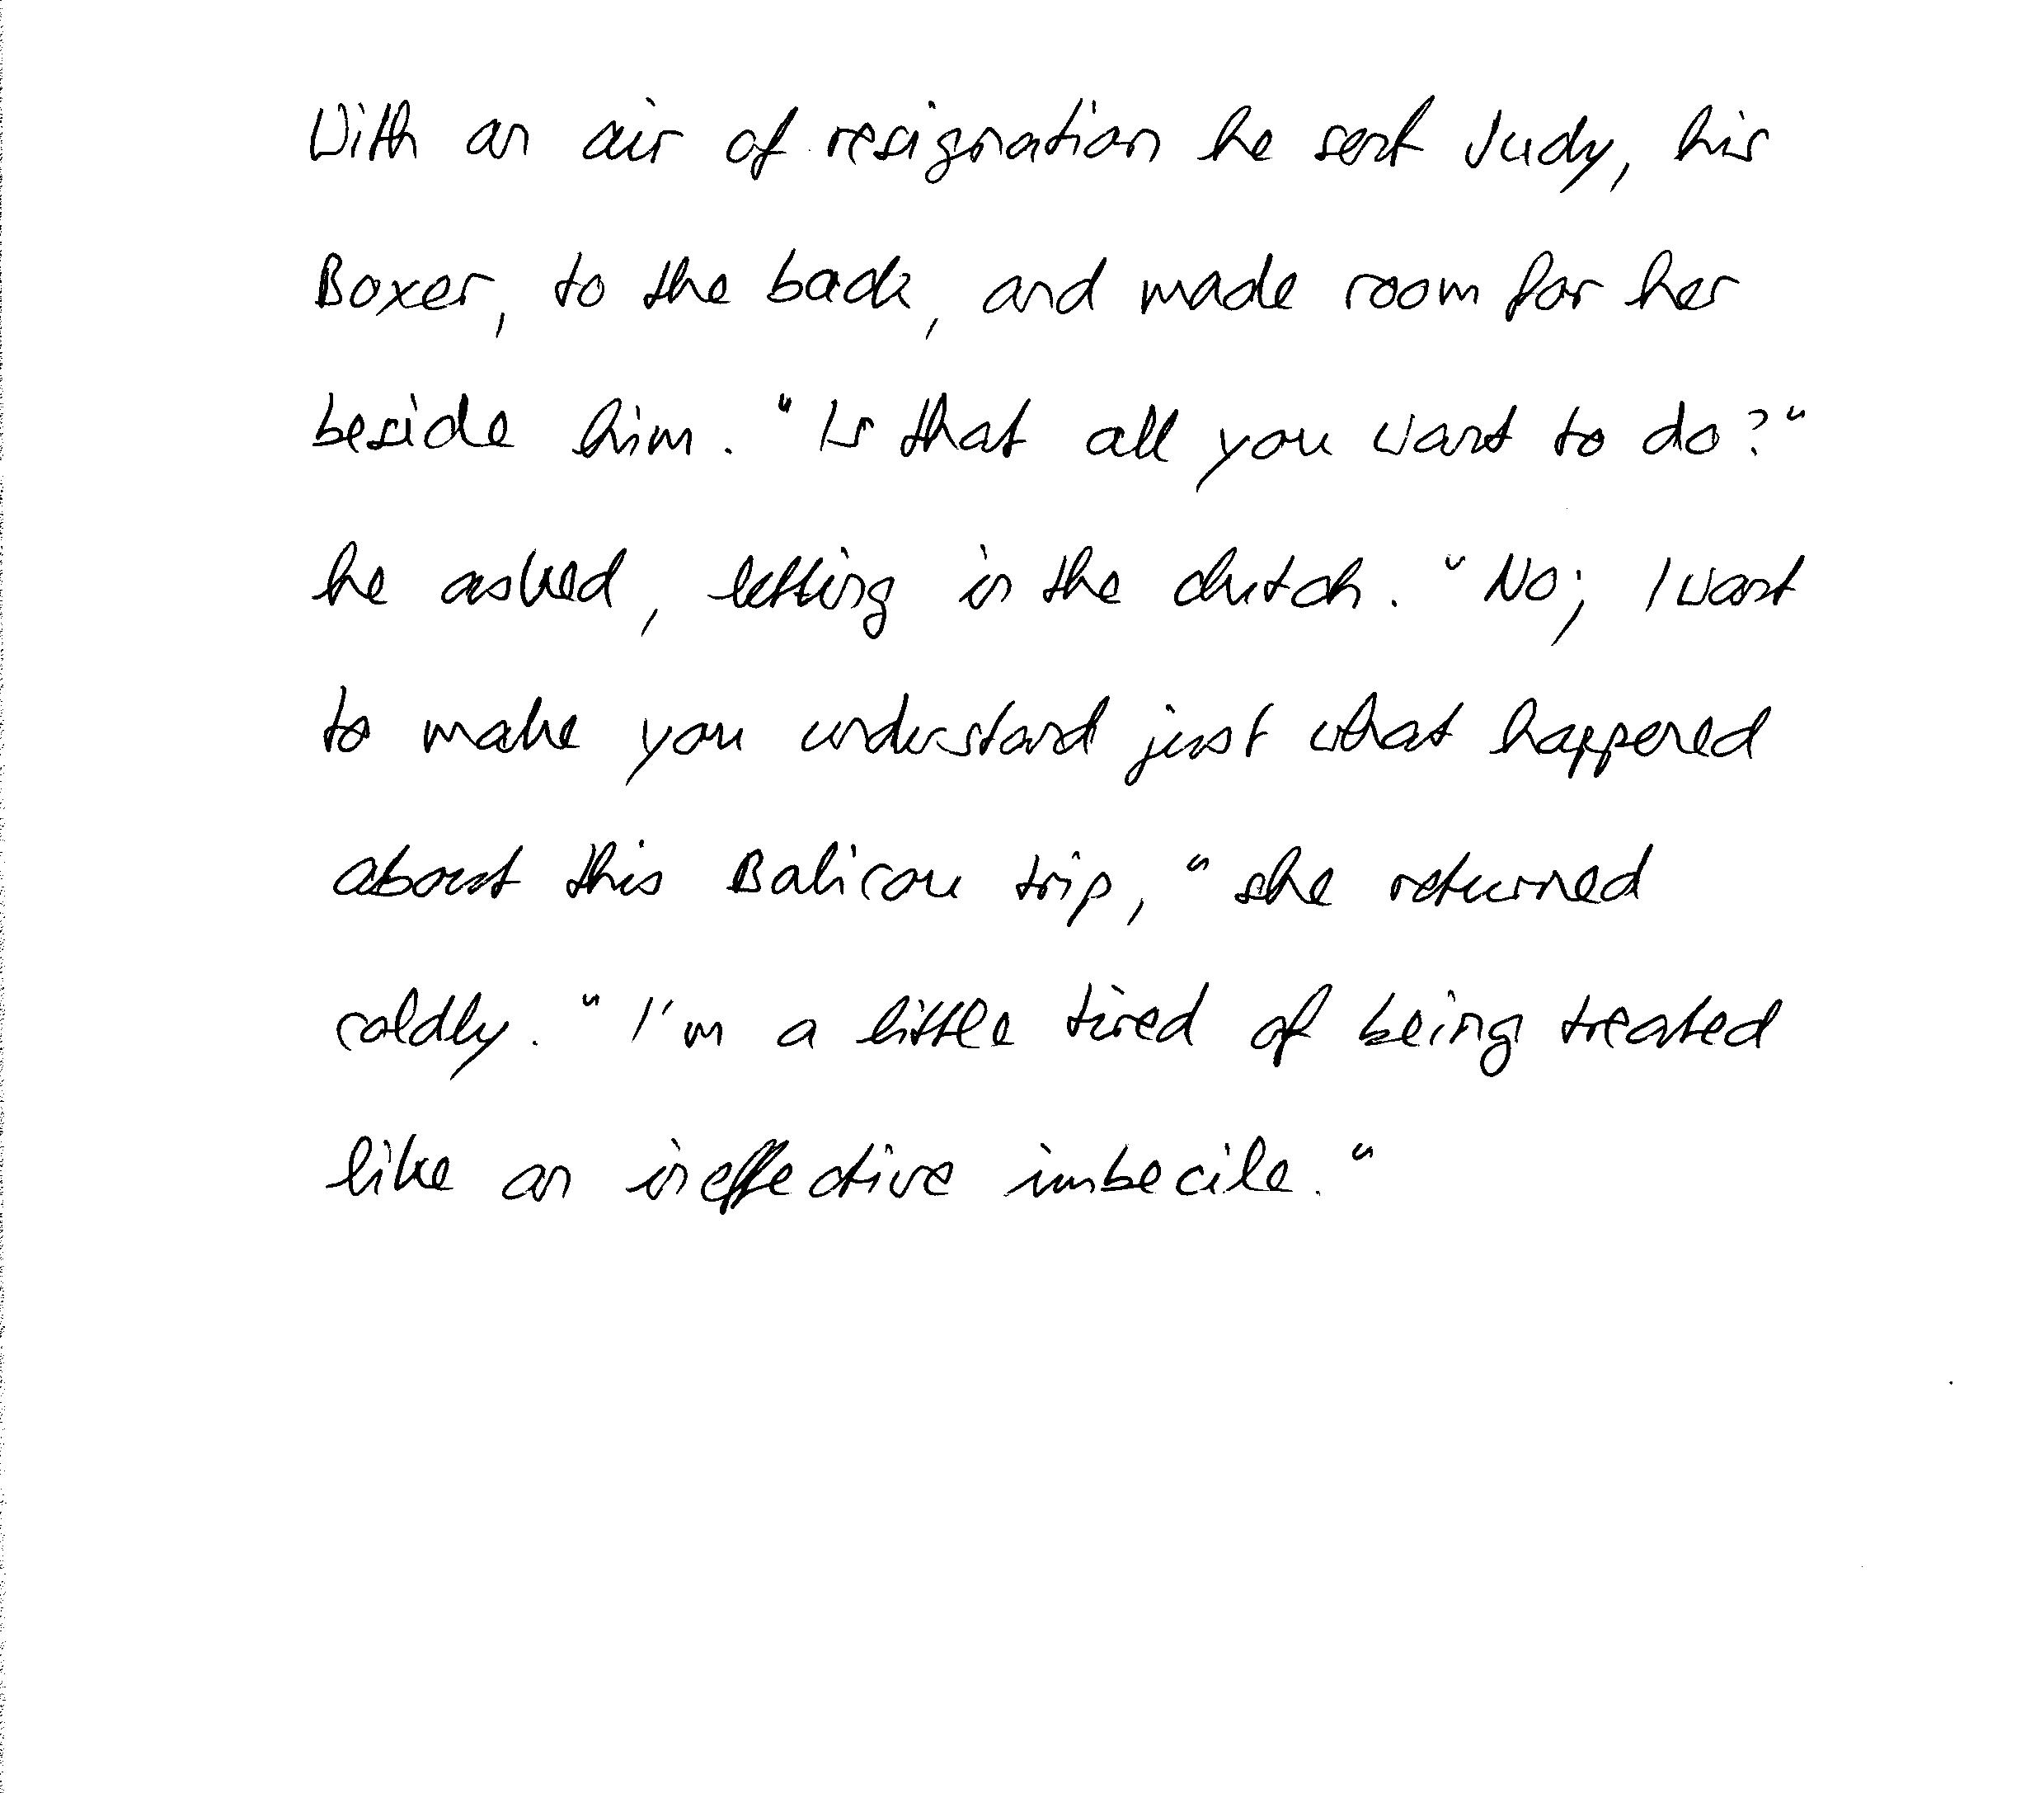 With an air of resignation he sent Judy, his
Boxer, to the back, and made room for her
beside him. "Is that all you want to do?"
he asked, letting in the clutch. "No; I want
to make you understand just what happened
about this Balicou trip," she returned
coldly. "I'm a little tired of being treated
like an ineffective imbecile."